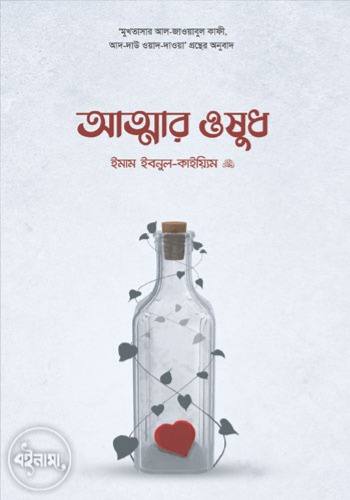 ‘মুখতাসার আল-জাওয়াবুল কাফী,
আদ-দাউ ওয়াদ-দাওয়া’ গ্রন্থের অনুবাদ
আত্মার ওষুধ
ইমাম ইবনুল-কাইয়্যিম
বইনামা